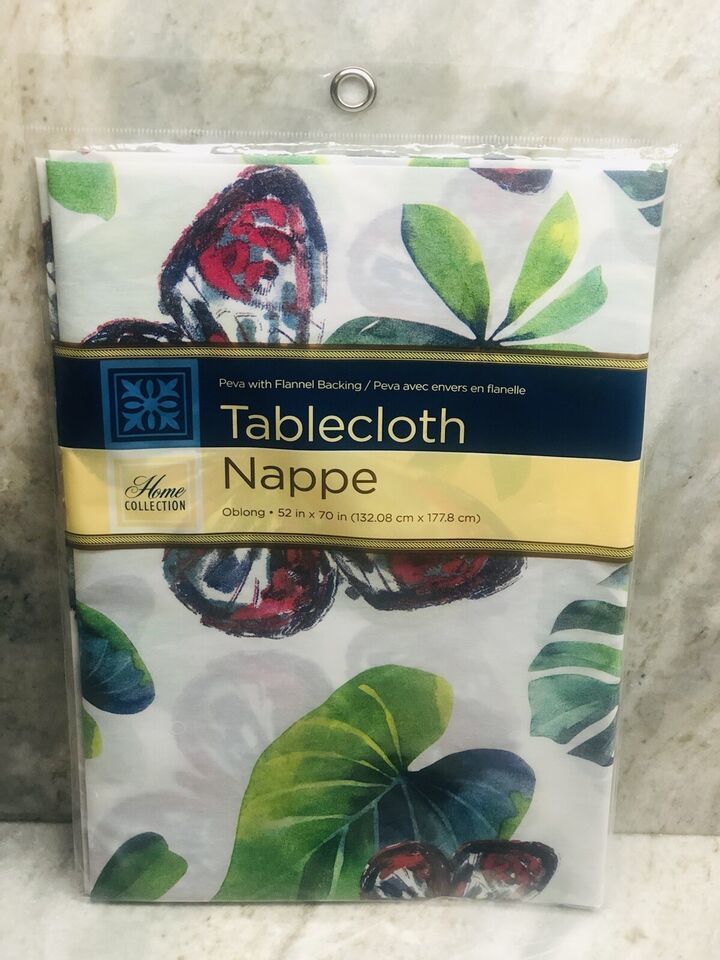 Peva with Flannel Backing / Peva avec envers en flanelle
Tablecloth
Nappe
Home
COLLECTION
Oblong • 52 in x 70 in (132.08 cm x 177.8 cm)